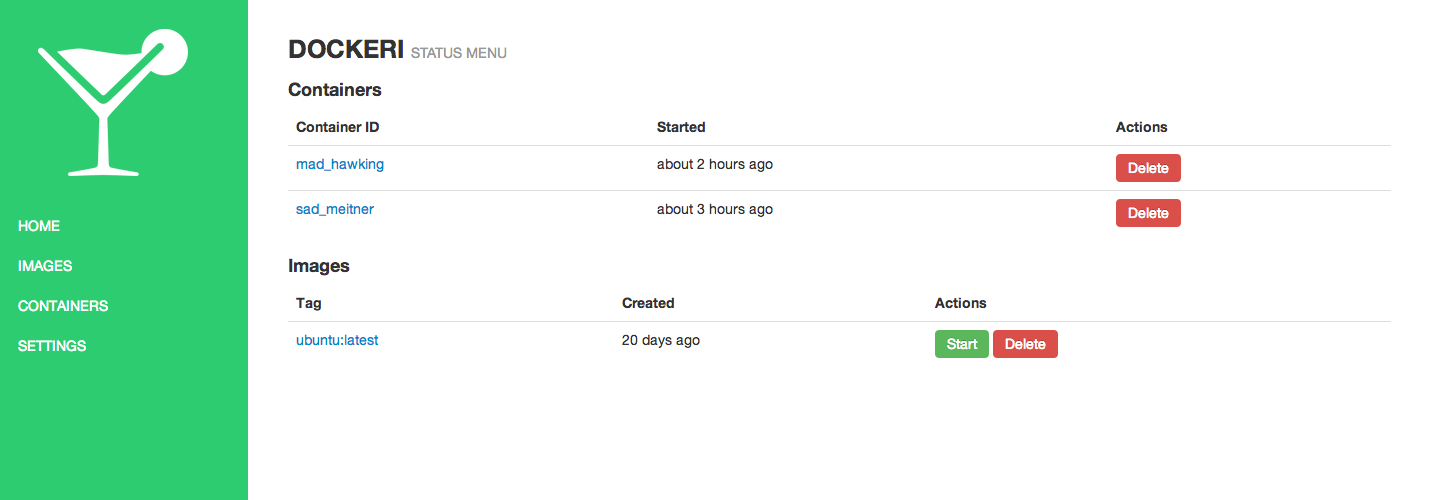 HOME
IMAGES
CONTAINERS
SETTINGS
DOCKERI STATUS MENU
Containers
Container ID Started Actions
mad_hawking about 2 hours ago Delete
sad_meitner about 3 hours ago Delete
Images
Tag Created Actions
ubuntu:latest 20 days ago Start Delete